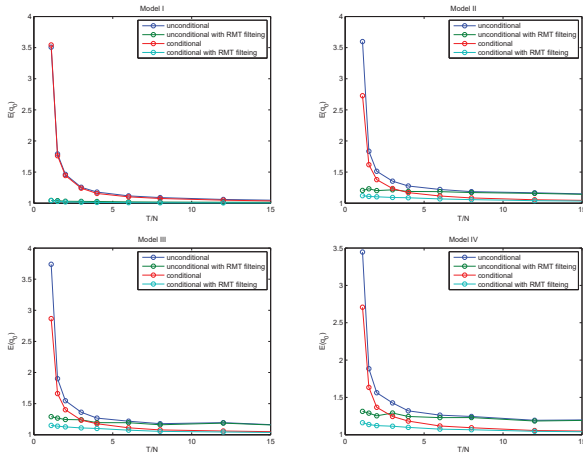 Model I
4
3.5
3
2.5
2
1.5
1
E(q0)
0
5
10
15
T/N
unconditional
unconditional with RMT filteing
conditional
conditional with RMT filteing
Model II
4
3.5
3
2.5
2
1.5
1
E(q0)
0
5
10
15
T/N
unconditional
unconditional with RMT filteing
conditional
conditional with RMT filteing
Model III
4
3.5
3
2.5
2
1.5
1
E(q0)
0
5
10
15
T/N
unconditional
unconditional with RMT filteing
conditional
conditional with RMT filteing
Model IV
3.5
3
2.5
2
1.5
1
E(q0)
0
5
10
15
T/N
unconditional
unconditional with RMT filteing
conditional
conditional with RMT filteing